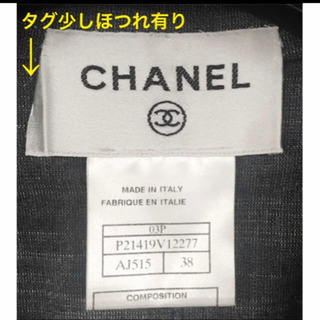 タグ少しほつれ有り
CHANEL
MADE IN ITALY
FABRIQUE EN ITALIE
03P
P21419V12277
AJ515 38
COMPOSITION